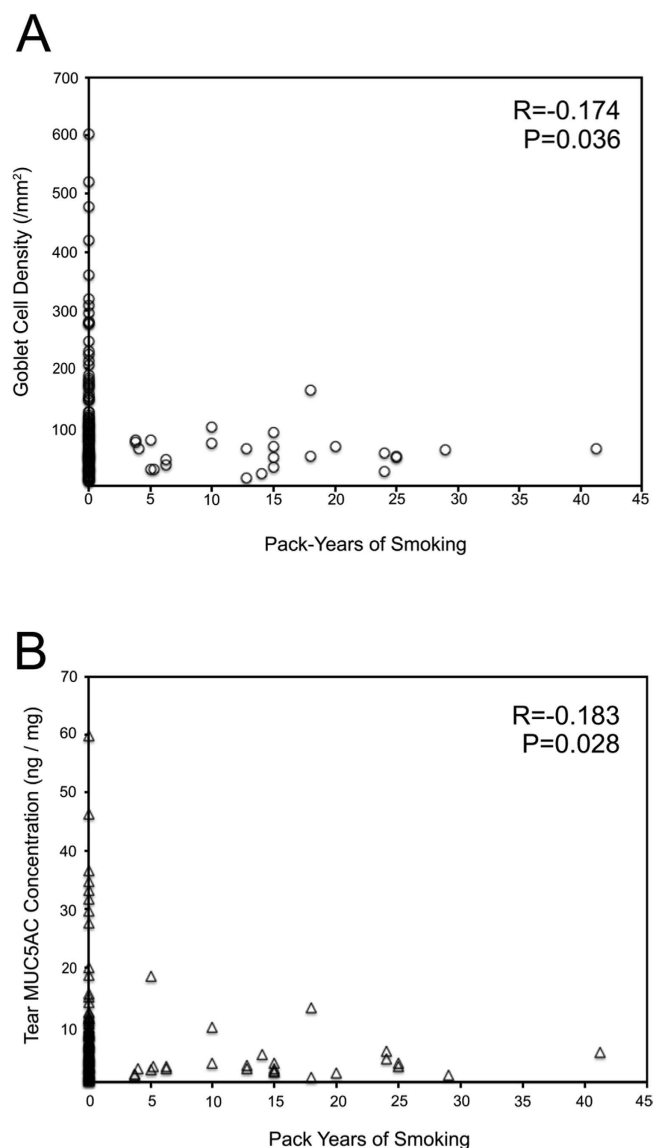 A
700
600
500
400
300
200
100
Goblet Cell Density (/mm²)
R=-0.174
P=0.036
0 5 10 15 20 25 30 35 40 45
Pack-Years of Smoking
B
70
60
50
40
30
20
10
Tear MUC5AC Concentration (ng / mg)
R=-0.183
P=0.028
0 5 10 15 20 25 30 35 40 45
Pack Years of Smoking